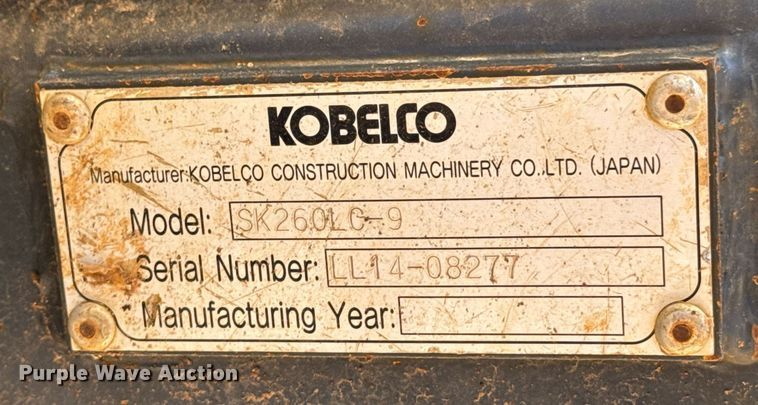 KOBELCO
Manufacturer:KOBELCO CONSTRUCTION MACHINERY CO.,LTD. (JAPAN)
Model: SK260LC-9
Serial Number: LL14-08277
Manufacturing Year:
Purple Wave Auction